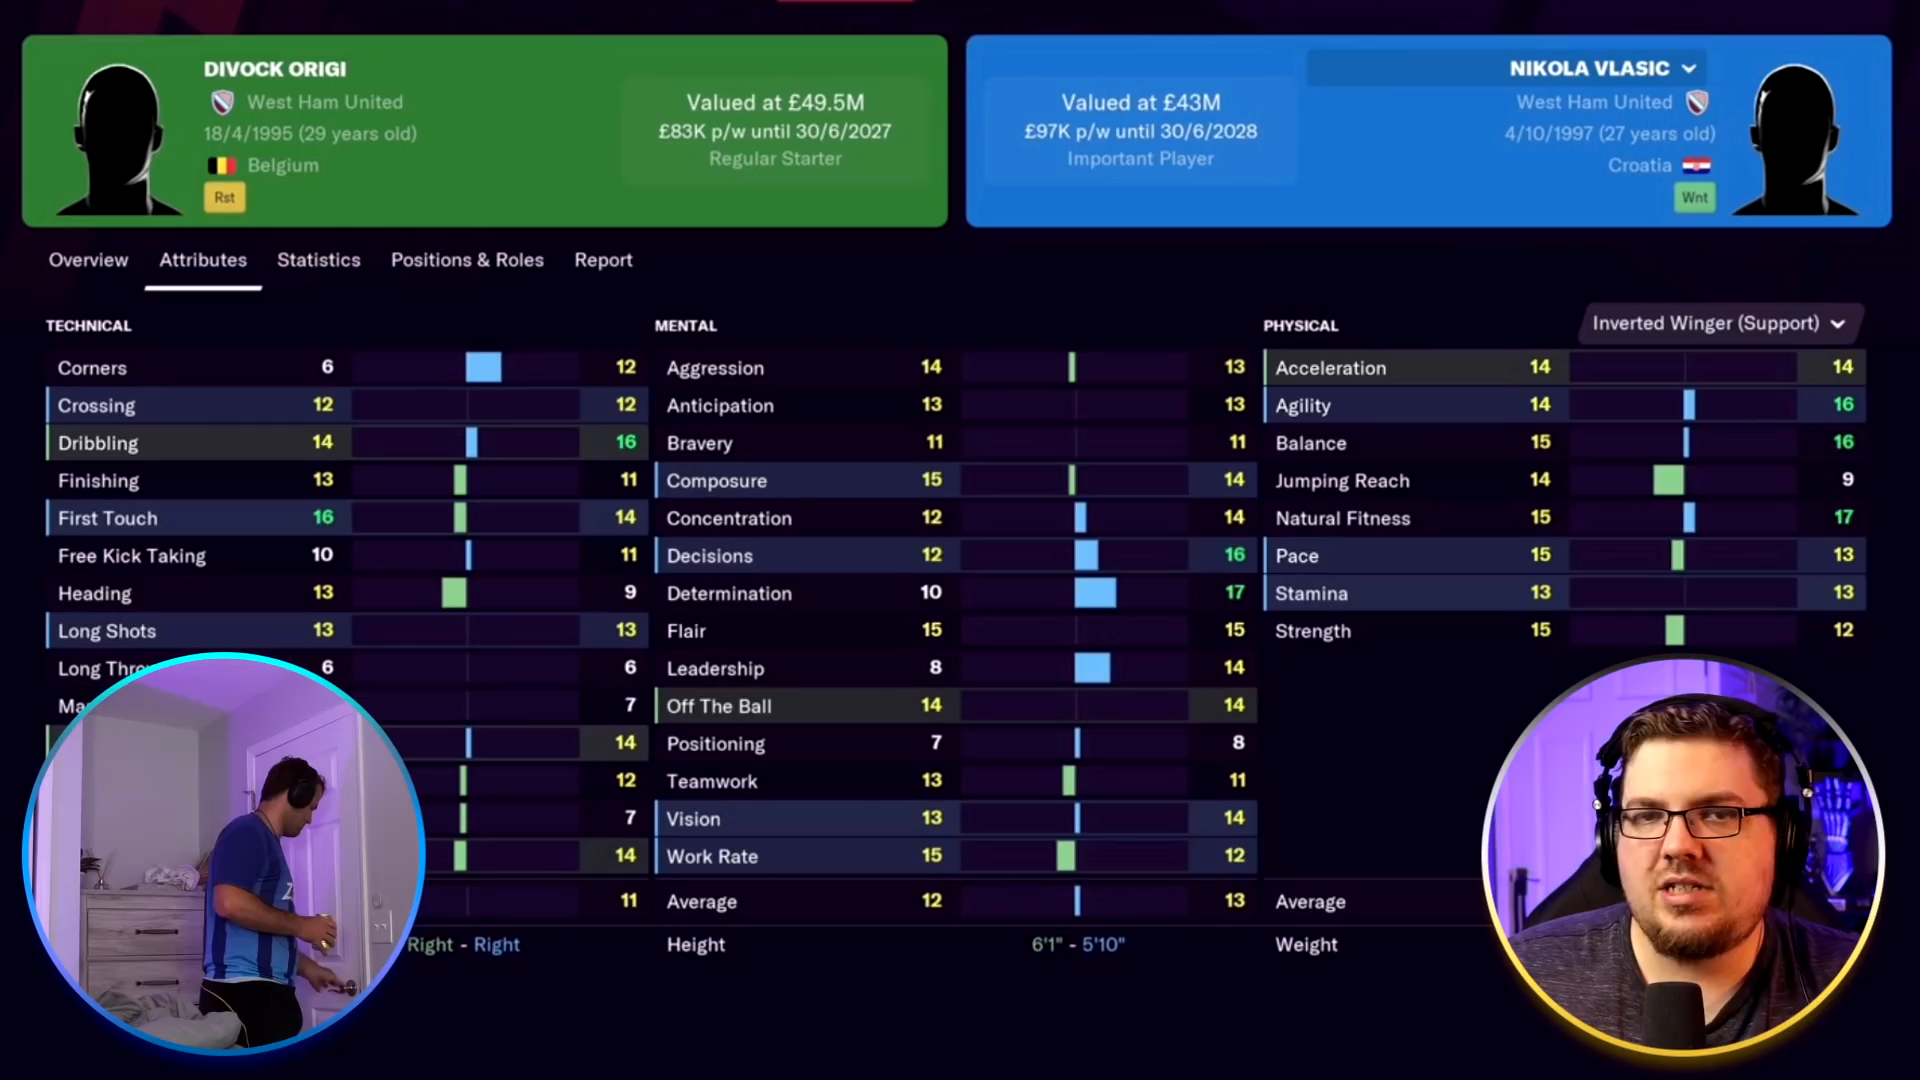 DIVOCK ORIGI
West Ham United
18/4/1995 (29 years old)
Belgium
Rst
Valued at £49.5M
£83K p/w until 30/6/2027
Regular Starter
Valued at £43M
£97K p/w until 30/6/2028
Important Player
NIKOLA VLASIC
West Ham United
4/10/1997 (27 years old)
Croatia
Wnt
Overview Attributes Statistics Positions & Roles Report
TECHNICAL
Corners 6 12
Crossing 12 12
Dribbling 14 16
Finishing 13 11
First Touch 16 14
Free Kick Taking 10 11
Heading 13 9
Long Shots 13 13
Long Thro 6 6
Ma 7
14
12
7
14
11
Right - Right
MENTAL
Aggression 14 13
Anticipation 13 13
Bravery 11 11
Composure 15 14
Concentration 12 14
Decisions 12 16
Determination 10 17
Flair 15 15
Leadership 8 14
Off The Ball 14 14
Positioning 7 8
Teamwork 13 11
Vision 13 14
Work Rate 15 12
Average 12 13
Height 6'1" - 5'10"
PHYSICAL
Inverted Winger (Support)
Acceleration 14 14
Agility 14 16
Balance 15 16
Jumping Reach 14 9
Natural Fitness 15 17
Pace 15 13
Stamina 13 13
Strength 15 12
Average
Weight